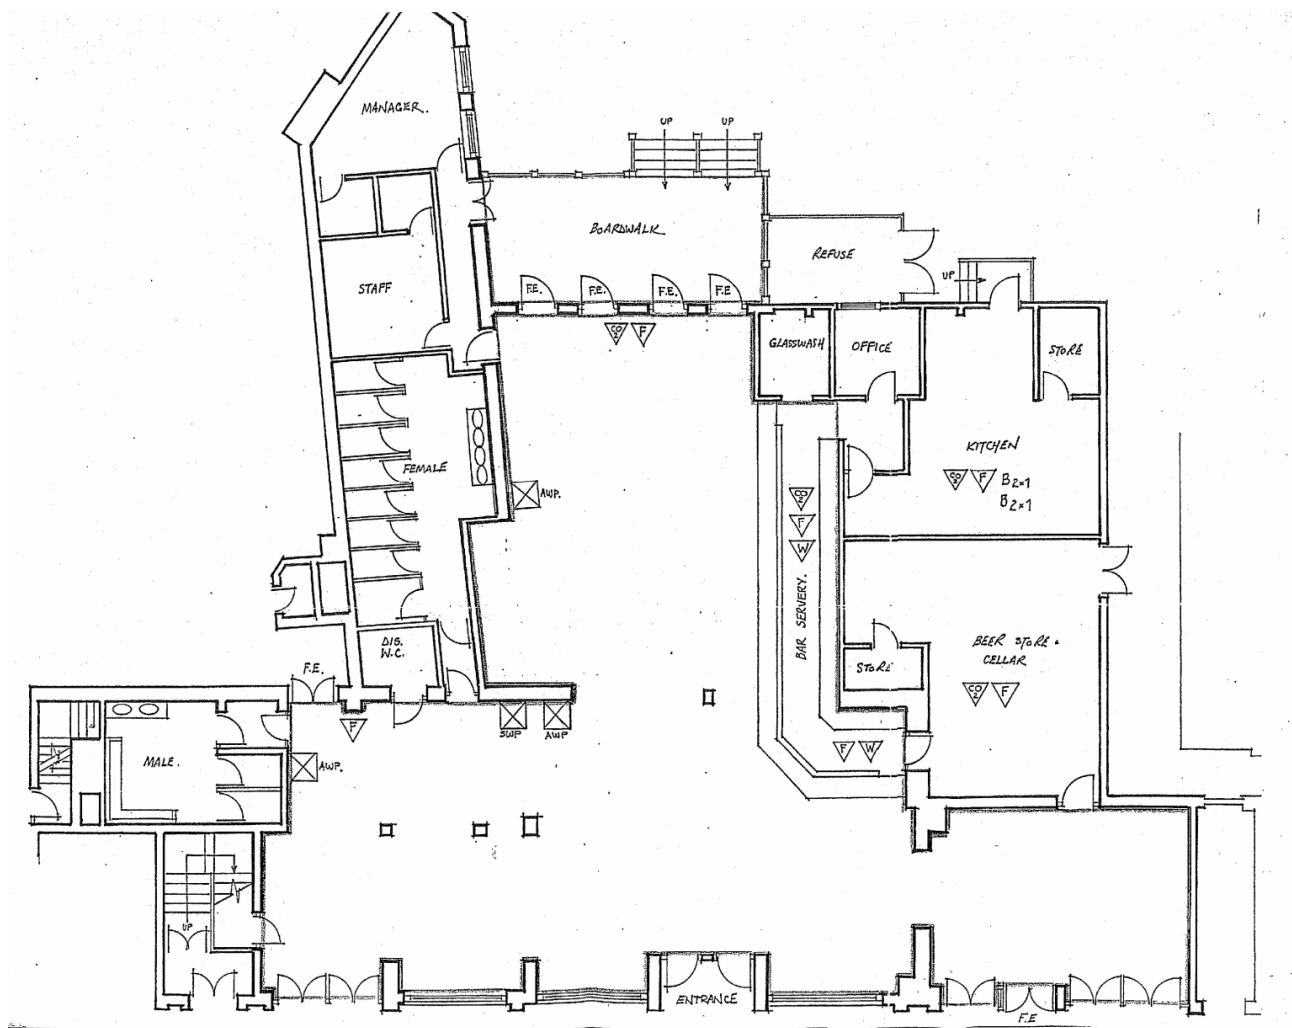 MANAGER.
UP
UP
BOARDWALK
REFUSE
UP
STAFF
F.E.
F.E.
F.E.
F.E
CO2
F
GLASSWASH
OFFICE
STORE
FEMALE
KITCHEN
CO2
F
B2×1
B2×1
AWP.
CO2
F
W
BAR SERVERY.
DIS.
W.C.
BEER STORE &
CELLAR
STORE
CO2
F
F.E.
F
SWP
AWP
MALE.
AWP.
F
W
UP
ENTRANCE
F.E